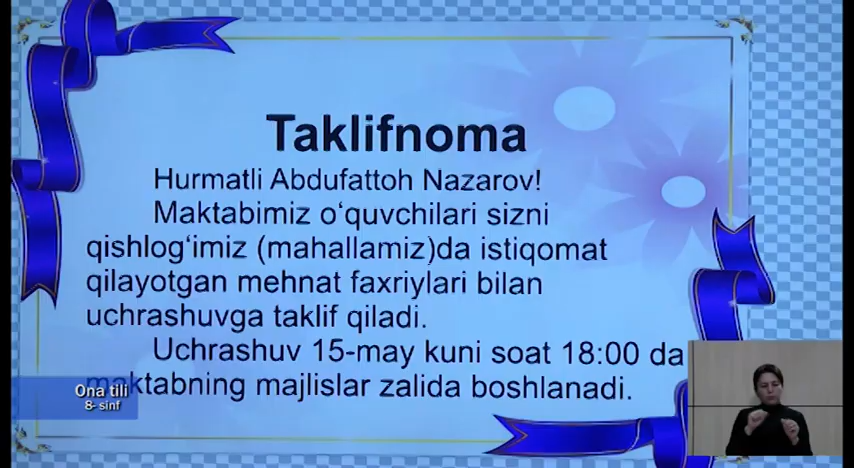 Taklifnoma
Hurmatli Abdufattoh Nazarov!
Maktabimiz o‘quvchilari sizni
qishlog‘imiz (mahallamiz)da istiqomat
qilayotgan mehnat faxriylari bilan
uchrashuvga taklif qiladi.
Uchrashuv 15-may kuni soat 18:00 da
maktabning majlislar zalida boshlanadi.
Ona tili
8- sinf